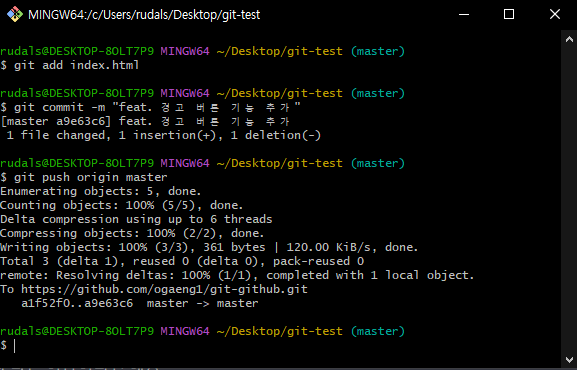 MINGW64:/c/Users/rudals/Desktop/git-test
rudals@DESKTOP-8OLT7P9 MINGW64 ~/Desktop/git-test (master)
$ git add index.html
rudals@DESKTOP-8OLT7P9 MINGW64 ~/Desktop/git-test (master)
$ git commit -m "feat. 경고 버튼 기능 추가"
[master a9e63c6] feat. 경고 버튼 기능 추가
1 file changed, 1 insertion(+), 1 deletion(-)
rudals@DESKTOP-8OLT7P9 MINGW64 ~/Desktop/git-test (master)
$ git push origin master
Enumerating objects: 5, done.
Counting objects: 100% (5/5), done.
Delta compression using up to 6 threads
Compressing objects: 100% (2/2), done.
Writing objects: 100% (3/3), 361 bytes | 120.00 KiB/s, done.
Total 3 (delta 1), reused 0 (delta 0), pack-reused 0
remote: Resolving deltas: 100% (1/1), completed with 1 local object.
To https://github.com/ogaeng1/git-github.git
a1f52f0..a9e63c6  master -> master
rudals@DESKTOP-8OLT7P9 MINGW64 ~/Desktop/git-test (master)
$